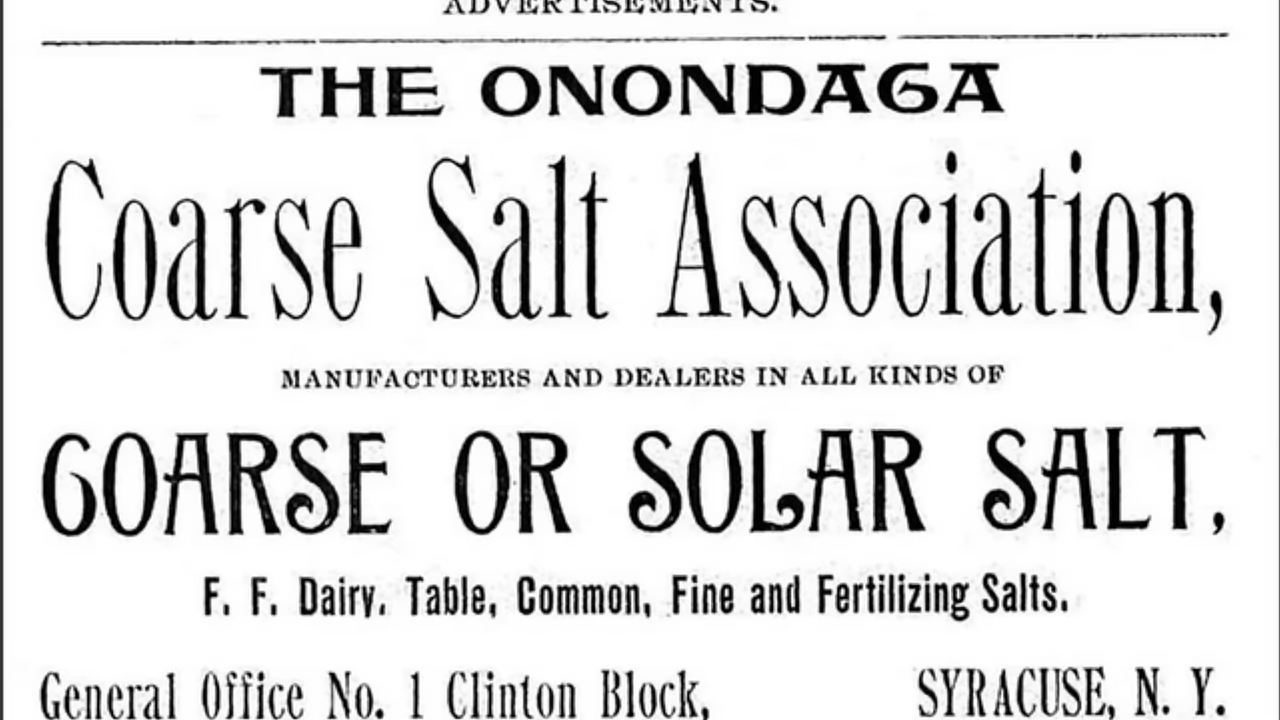 ADVERTISEMENTS.
THE ONONDAGA
Coarse Salt Association,
MANUFACTURERS AND DEALERS IN ALL KINDS OF
COARSE OR SOLAR SALT,
F. F. Dairy. Table, Common, Fine and Fertilizing Salts.
General Office No. 1 Clinton Block, SYRACUSE, N. Y.